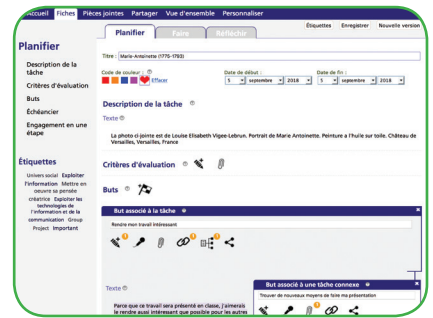 Accueil Fiches Pièces jointes Partager Vue d'ensemble Personnaliser
Planifier Faire Réfléchir
Étiquettes Enregistrer Nouvelle version
Planifier
Description de la
tâche
Critères d'évaluation
Buts
Échéancier
Engagement en une
étape
Étiquettes
Univers social Exploiter
l'information Mettre en
oeuvre sa pensée
créatrice Exploiter les
technologies de
l'information et de la
communication Group
Project Important
Titre : Marie-Antoinette (1775-1793)
Code de couleur :
Effacer
Date de début :
5 septembre 2018
Date de fin :
5 septembre 2018
Description de la tâche
Texte
La photo ci-jointe est de Louise Elisabeth Vigee-Lebrun. Portrait de Marie Antoinette. Peinture a l'huile sur toile. Château de
Versailles, Versailles, France
Critères d'évaluation
Buts
But associé à la tâche
Rendre mon travail intéressant
Texte
Parce que ce travail sera présenté en classe, j'aimerais
le rendre aussi intéressant que possible pour les autres
But associé à une tâche connexe
Trouver de nouveaux moyens de faire ma présentation